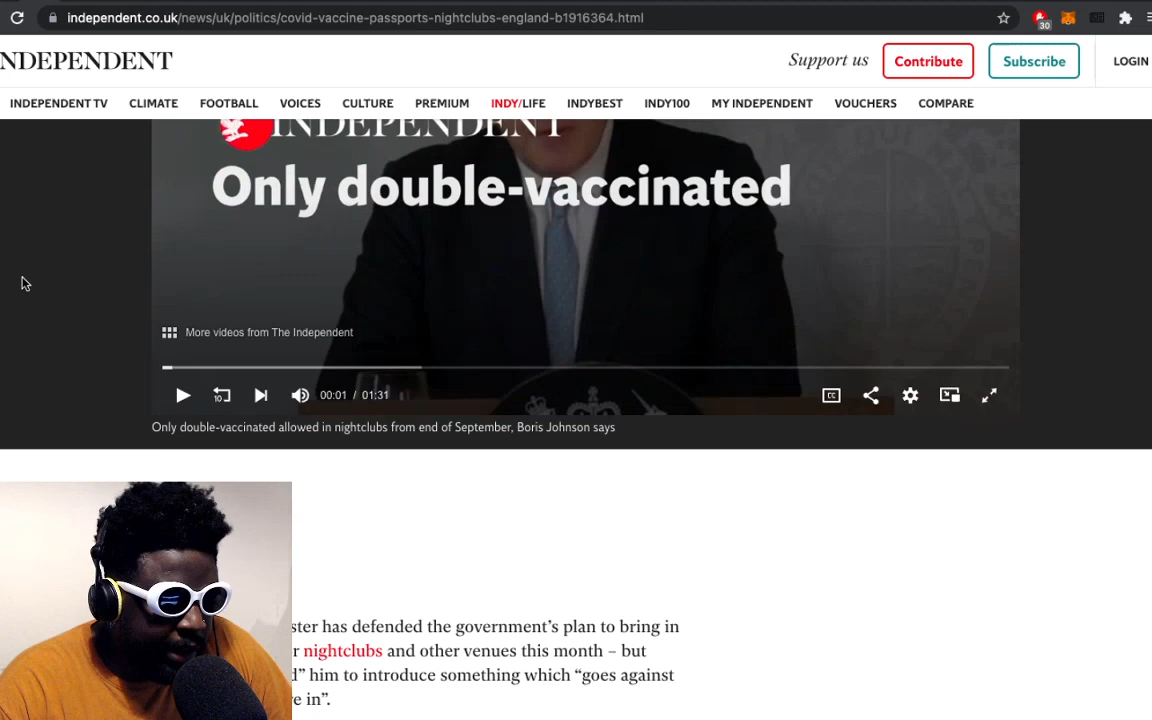 independent.co.uk/news/uk/politics/covid-vaccine-passports-nightclubs-england-b1916364.html
30
NDEPENDENT
Support us
Contribute
Subscribe
LOGIN
INDEPENDENT TV CLIMATE FOOTBALL VOICES CULTURE PREMIUM INDY/LIFE INDYBEST INDY100 MY INDEPENDENT VOUCHERS COMPARE
INDEPENDENT
Only double-vaccinated
More videos from The Independent
10 00:01 / 01:31 CC
Only double-vaccinated allowed in nightclubs from end of September, Boris Johnson says
ster has defended the government's plan to bring in
r nightclubs and other venues this month – but
d” him to introduce something which “goes against
e in”.